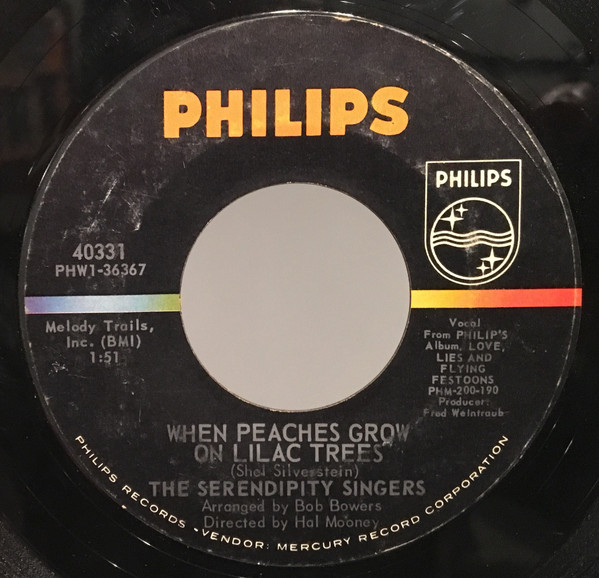 PHILIPS
PHILIPS
40331
PHW1-36367
Melody Trails,
Inc. (BMI)
1:51
Vocal
From PHILIP'S
Album, LOVE,
LIES AND
FLYING
FESTOONS
PHM-200-190
Producer:
Fred Weintraub
WHEN PEACHES GROW
ON LILAC TREES
(Shel Silverstein)
THE SERENDIPITY SINGERS
Arranged by Bob Bowers
Directed by Hal Mooney
PHILIPS RECORDS • VENDOR: MERCURY RECORD CORPORATION